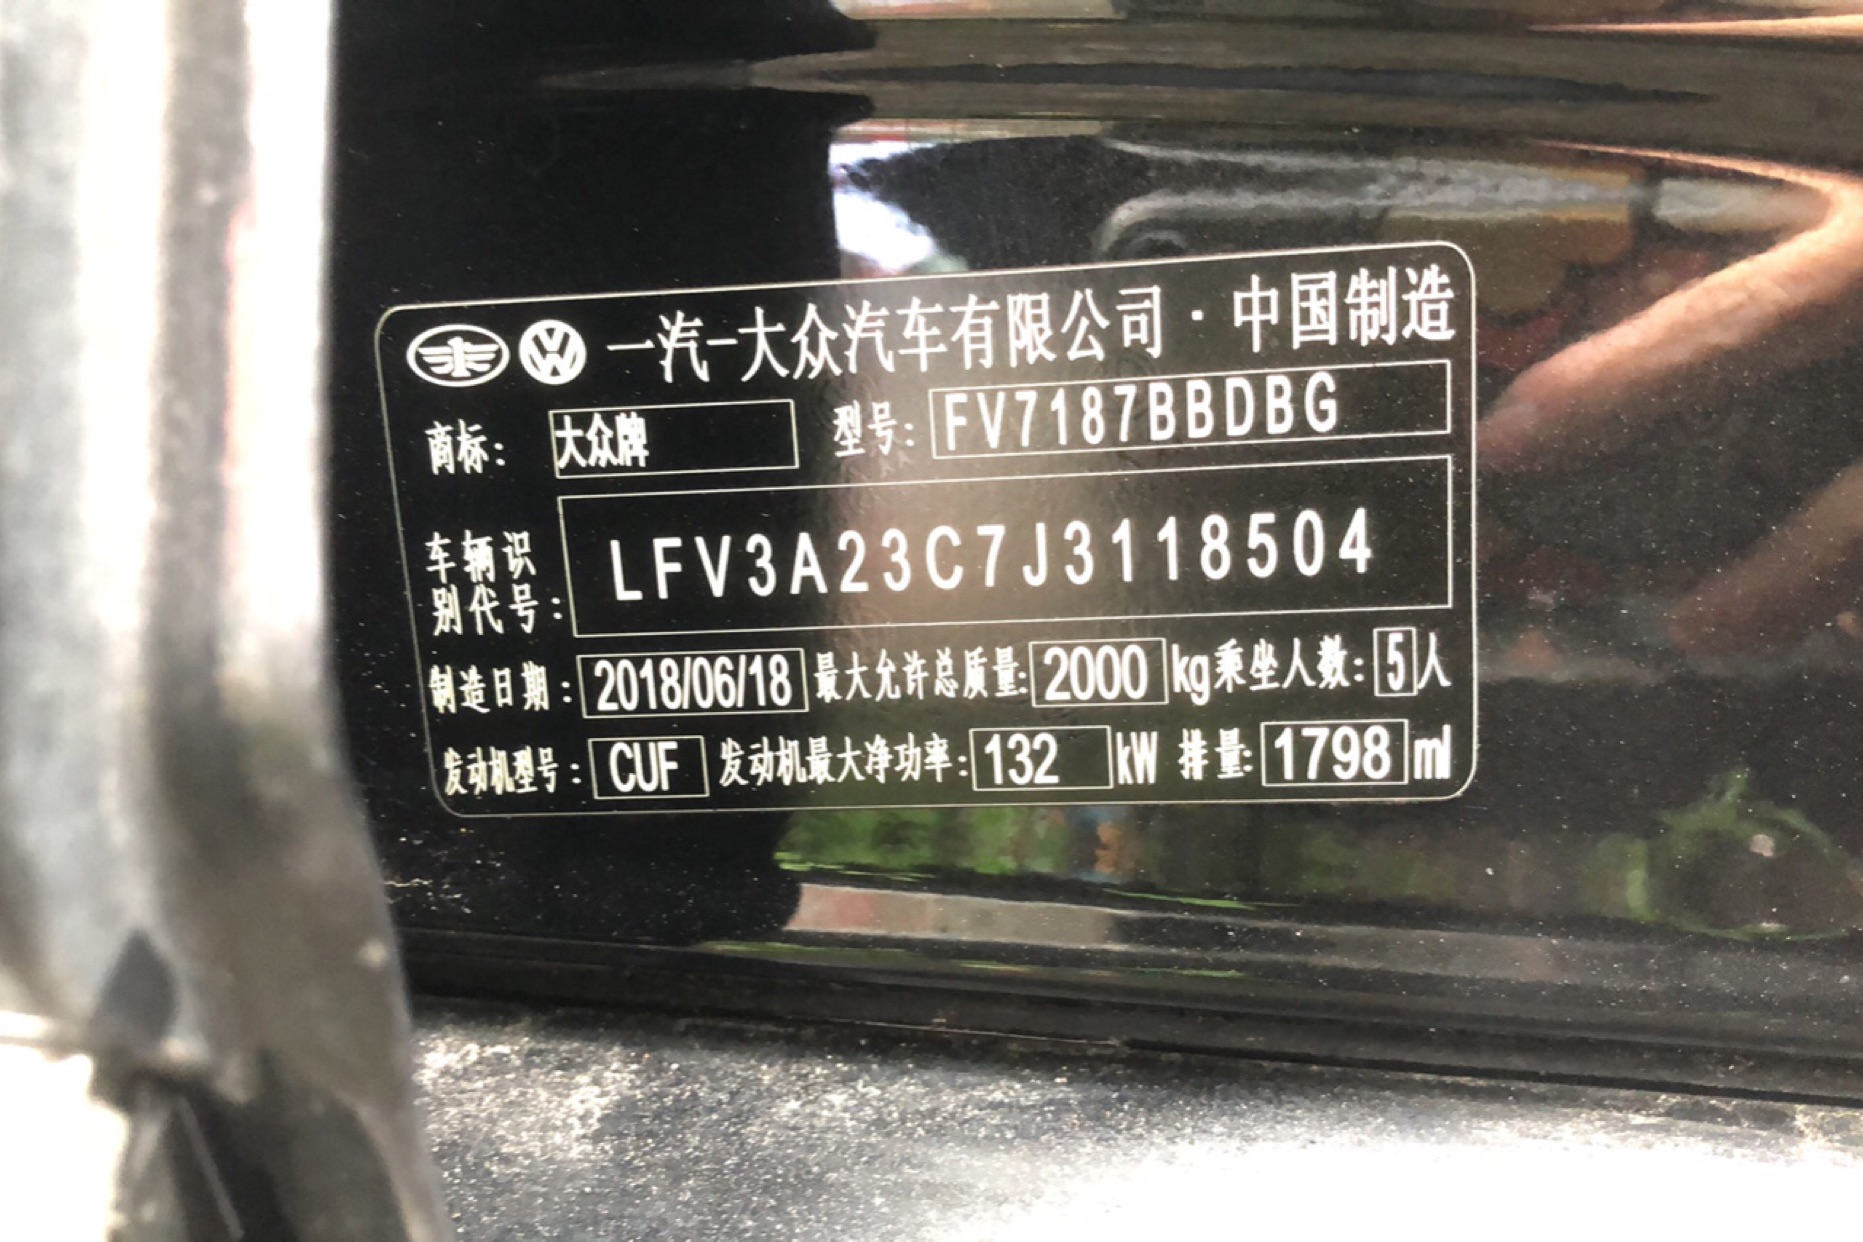 一汽-大众汽车有限公司·中国制造
商标: 大众牌 型号: FV7187BBDBG
车辆识别代号: LFV3A23C7J3118504
制造日期: 2018/06/18 最大允许总质量: 2000 kg 乘坐人数: 5人
发动机型号: CUF 发动机最大净功率: 132 kW 排量: 1798 ml